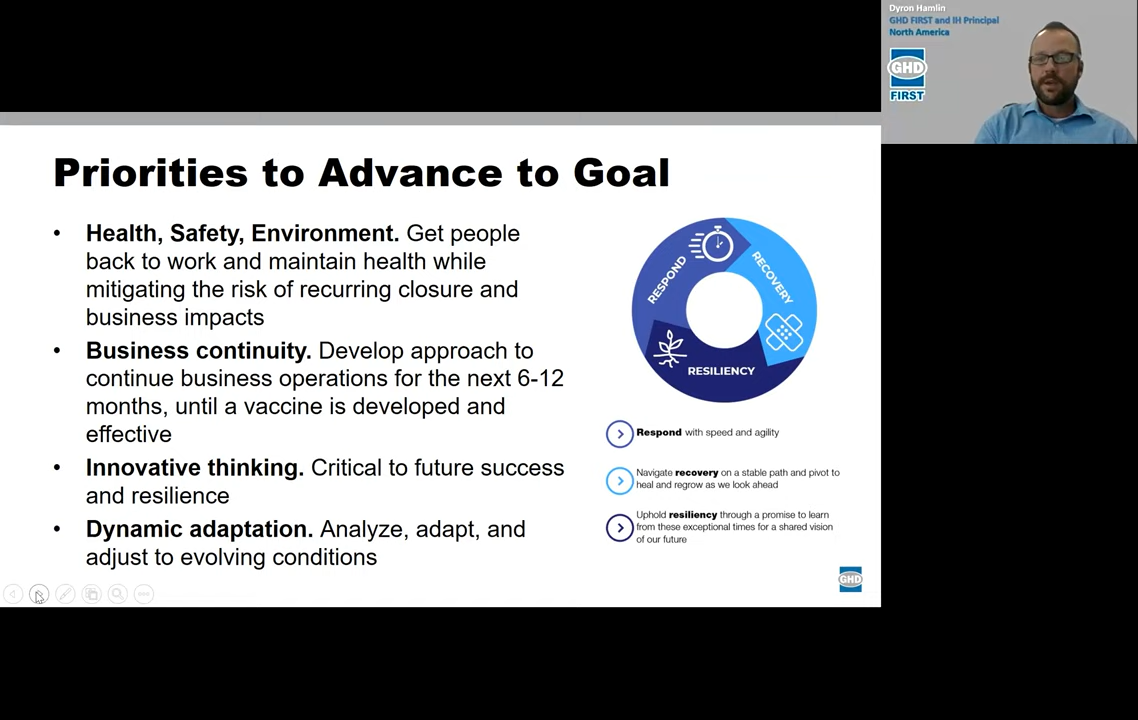 Dyron Hamlin
GHD FIRST and IH Principal
North America
GHD
FIRST
Priorities to Advance to Goal
• Health, Safety, Environment. Get people
back to work and maintain health while
mitigating the risk of recurring closure and
business impacts
• Business continuity. Develop approach to
continue business operations for the next 6-12
months, until a vaccine is developed and
effective
• Innovative thinking. Critical to future success
and resilience
• Dynamic adaptation. Analyze, adapt, and
adjust to evolving conditions
RESPOND
RECOVERY
RESILIENCY
Respond with speed and agility
Navigate recovery on a stable path and pivot to
heal and regrow as we look ahead
Uphold resiliency through a promise to learn
from these exceptional times for a shared vision
of our future
GHD